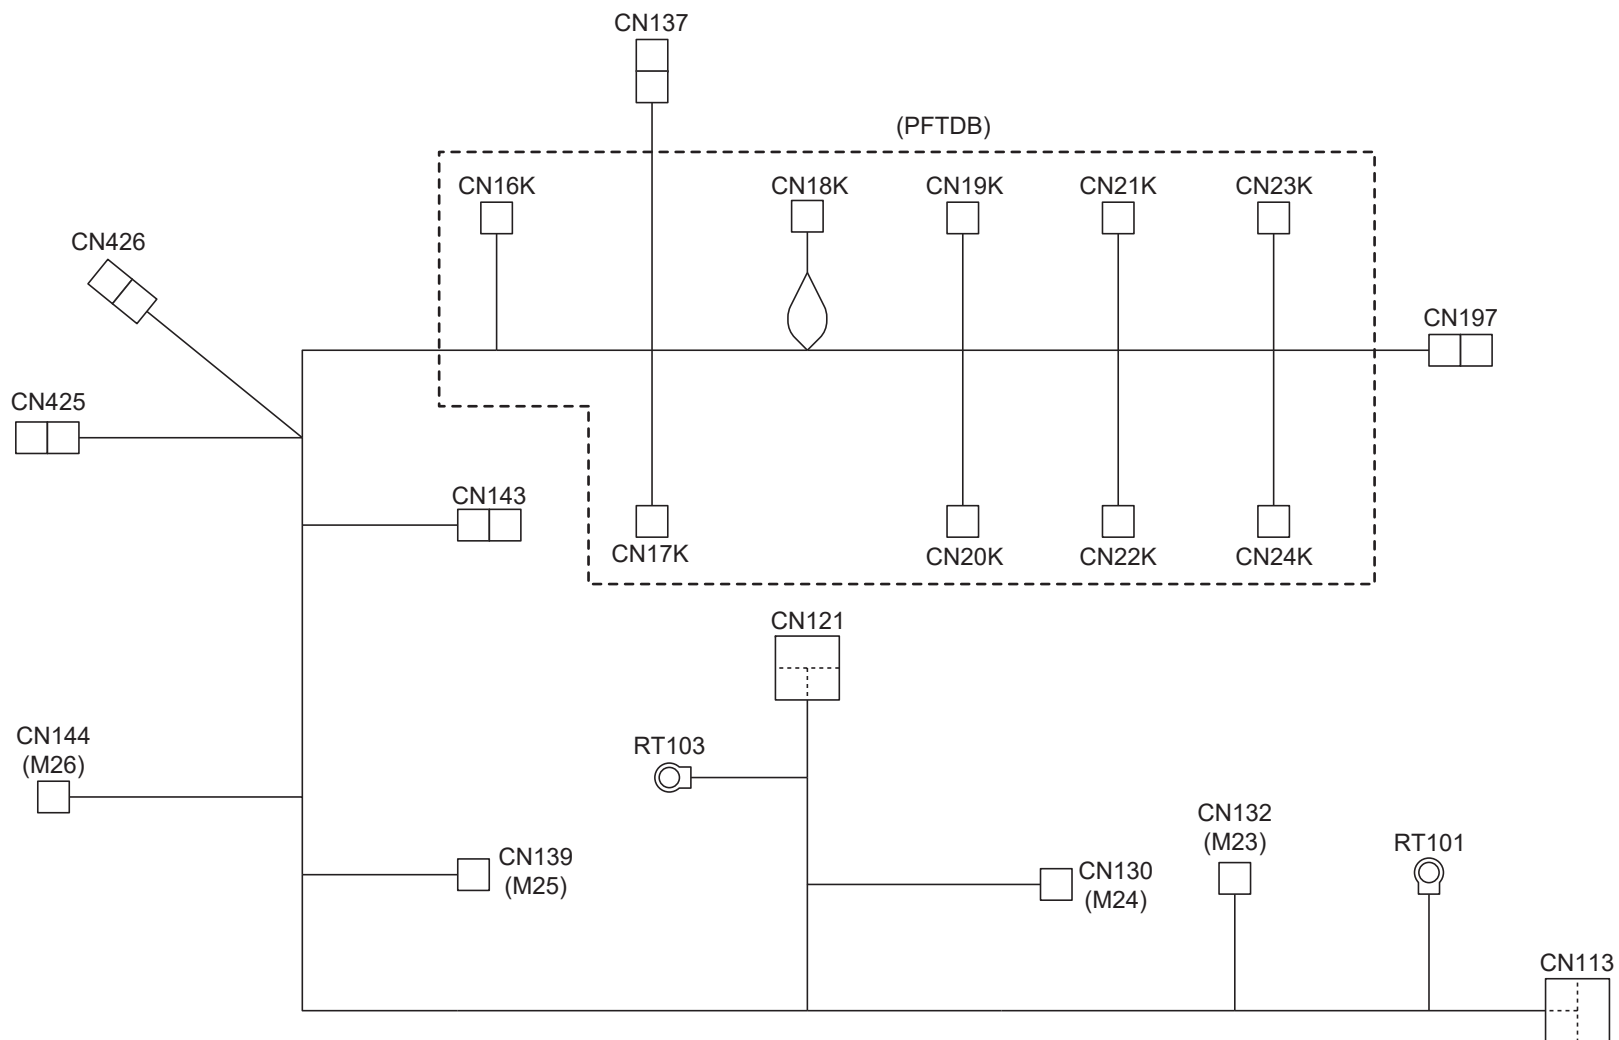 CN137
(PFTDB)
CN16K
CN18K
CN19K
CN21K
CN23K
CN426
CN197
CN425
CN143
CN17K
CN20K
CN22K
CN24K
CN121
CN144
(M26)
RT103
CN132
(M23)
RT101
CN139
(M25)
CN130
(M24)
CN113